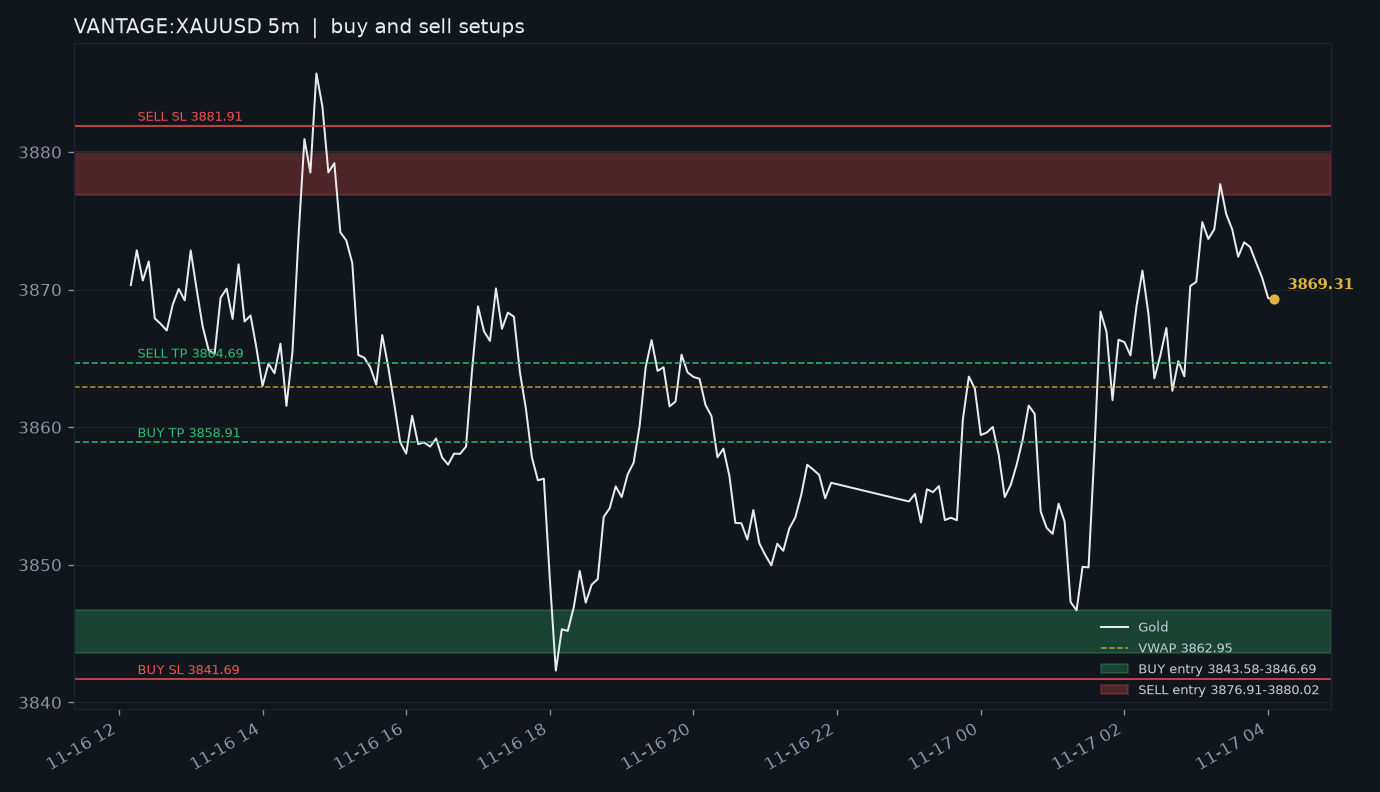 VANTAGE:XAUUSD 5m | buy and sell setups
SELL SL 3881.91
3880
3870
3869.31
SELL TP 3864.69
3860
BUY TP 3858.91
3850
BUY SL 3841.69
3840
Gold
VWAP 3862.95
BUY entry 3843.58-3846.69
SELL entry 3876.91-3880.02
11-16 12
11-16 14
11-16 16
11-16 18
11-16 20
11-16 22
11-17 00
11-17 02
11-17 04